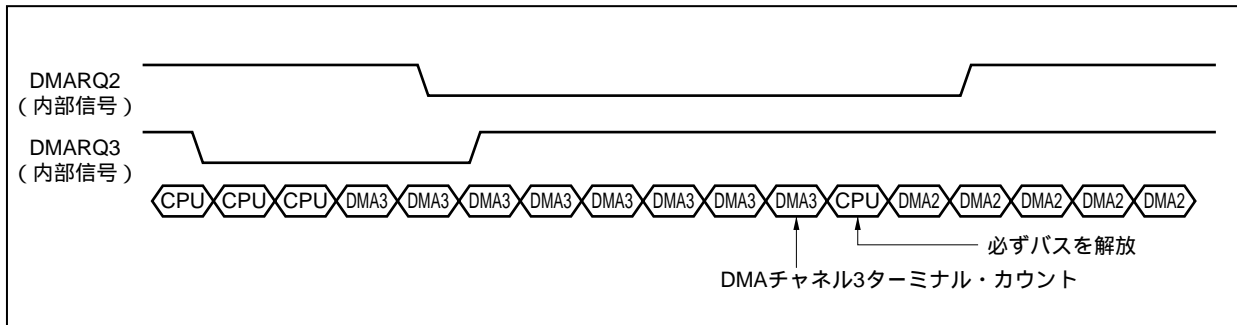 DMARQ2
(内部信号)
DMARQ3
(内部信号)
CPU CPU CPU DMA3 DMA3 DMA3 DMA3 DMA3 DMA3 DMA3 DMA3 CPU DMA2 DMA2 DMA2 DMA2 DMA2
必ずバスを解放
DMAチャネル3ターミナル・カウント